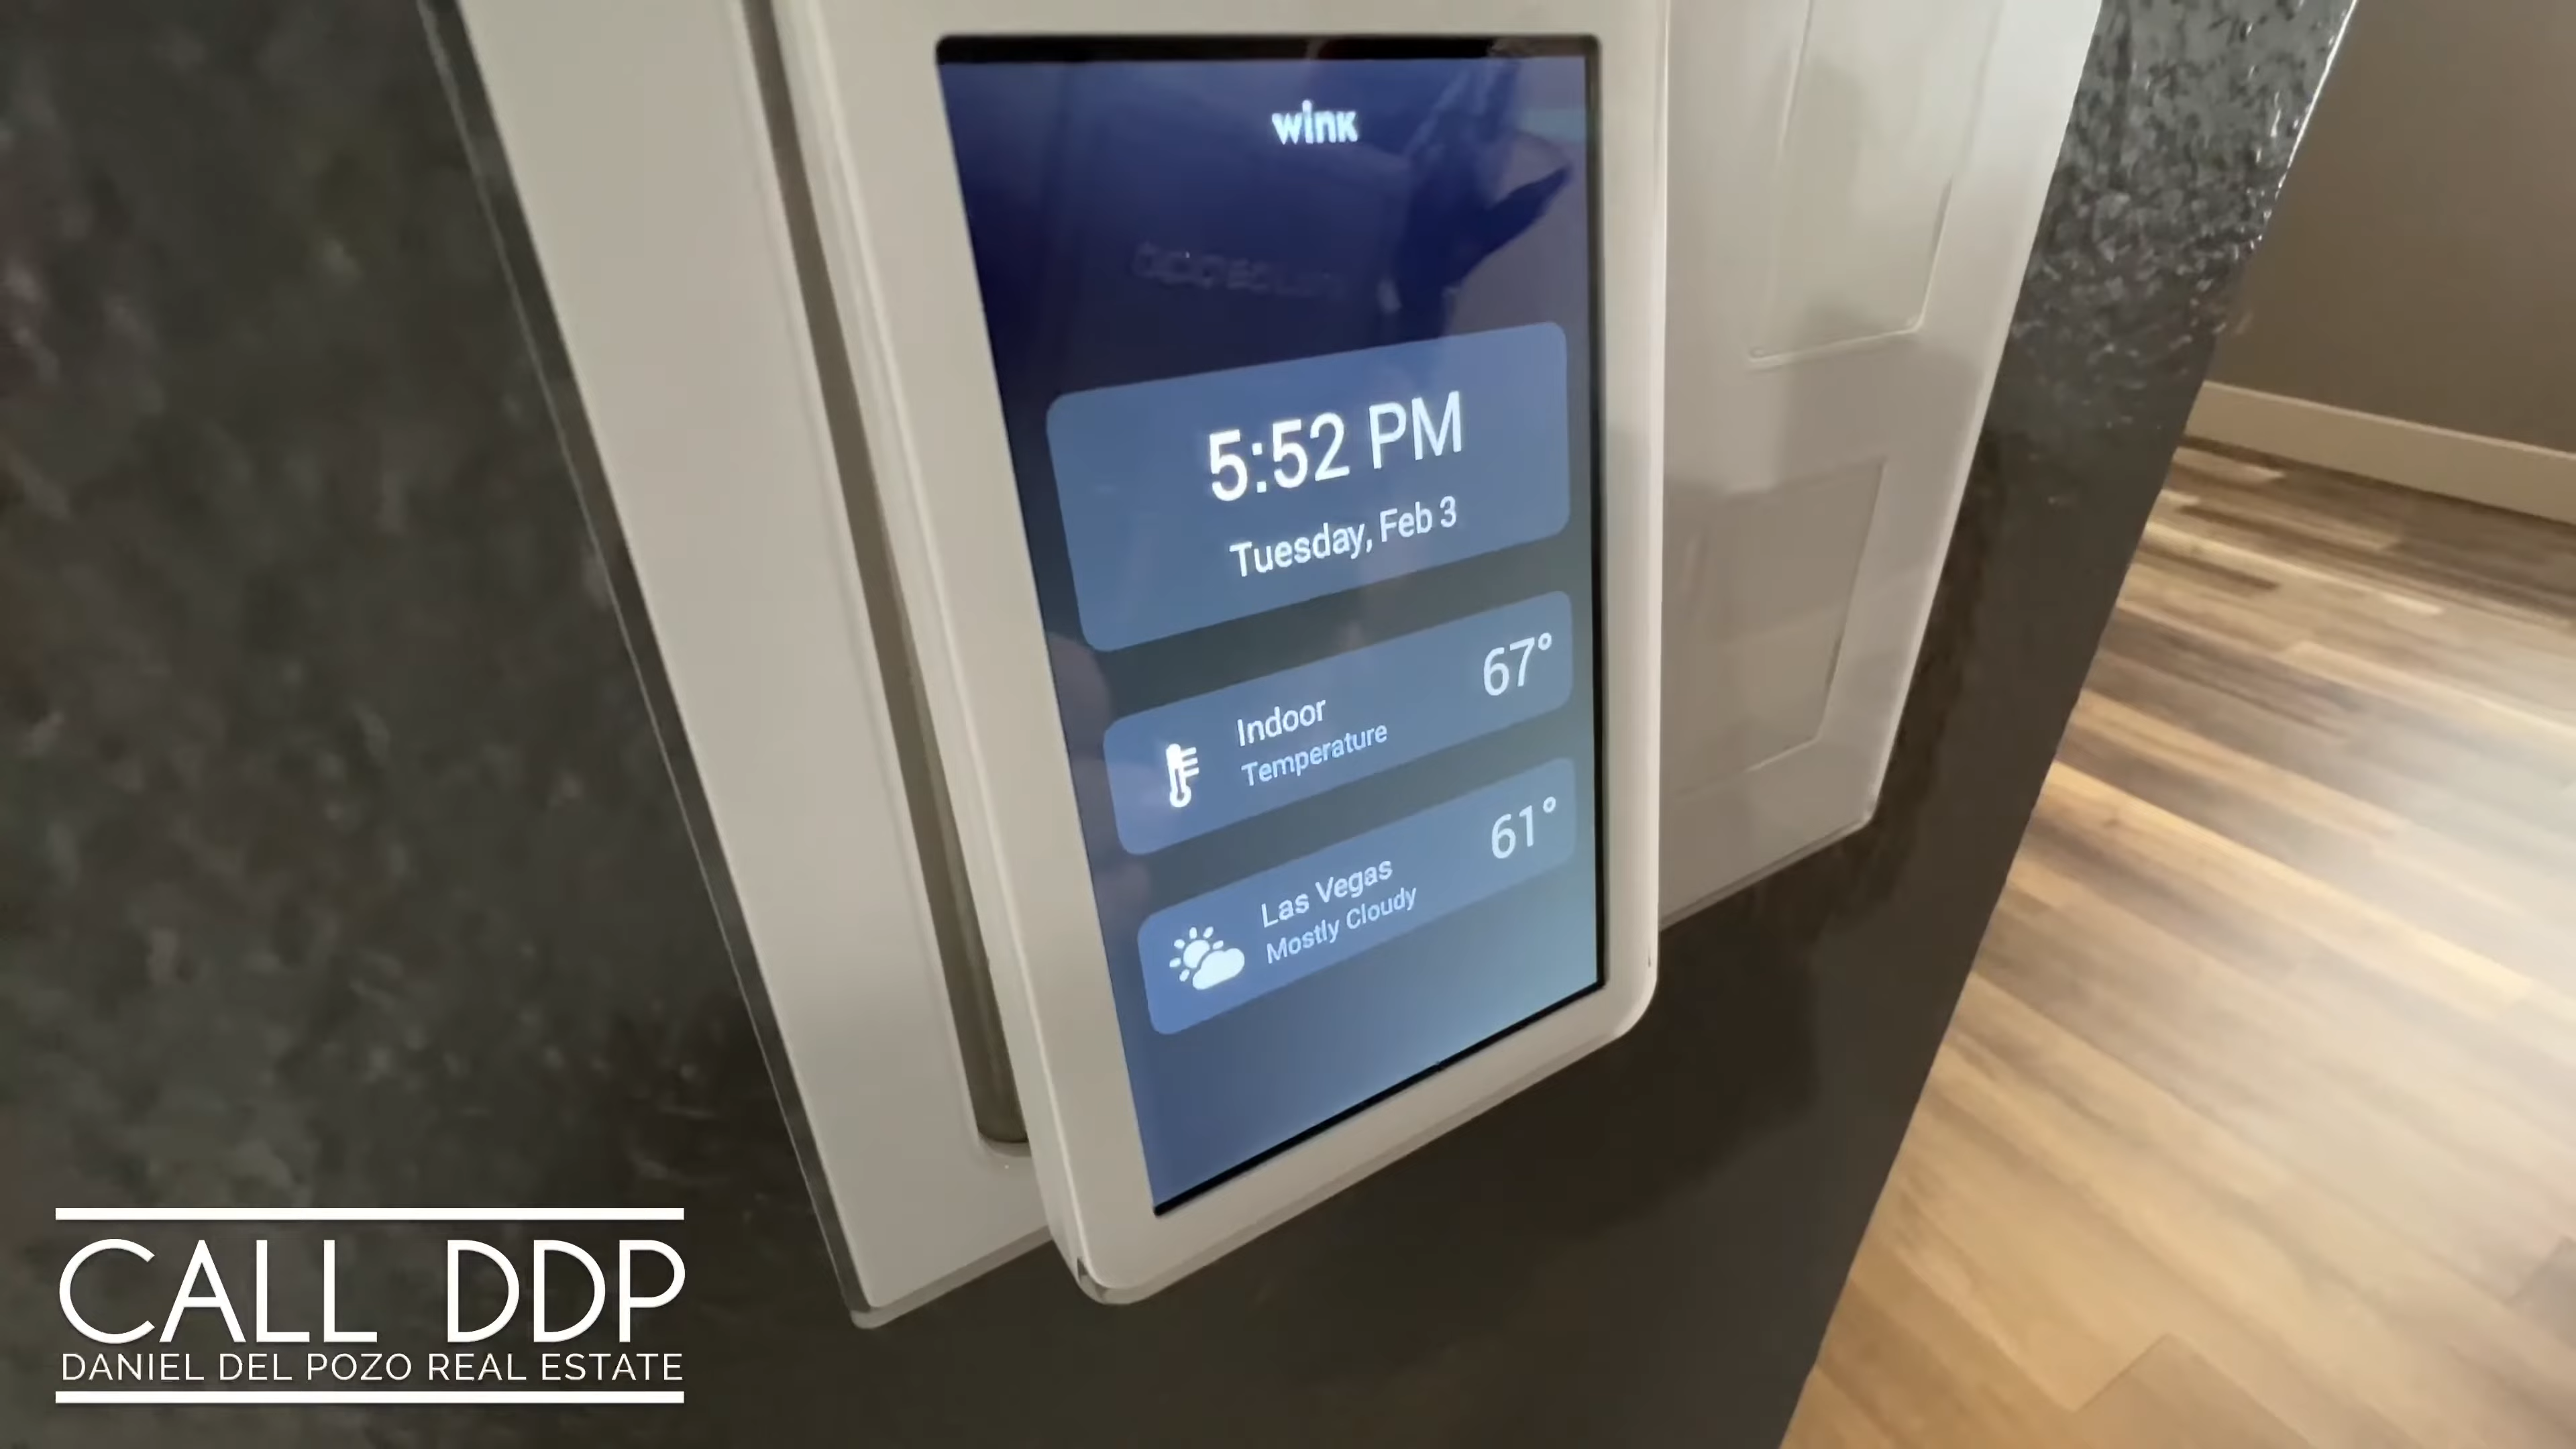 wink
5:52 PM
Tuesday, Feb 3
Indoor
Temperature
67°
Las Vegas
Mostly Cloudy
61°
CALL DDP
DANIEL DEL POZO REAL ESTATE